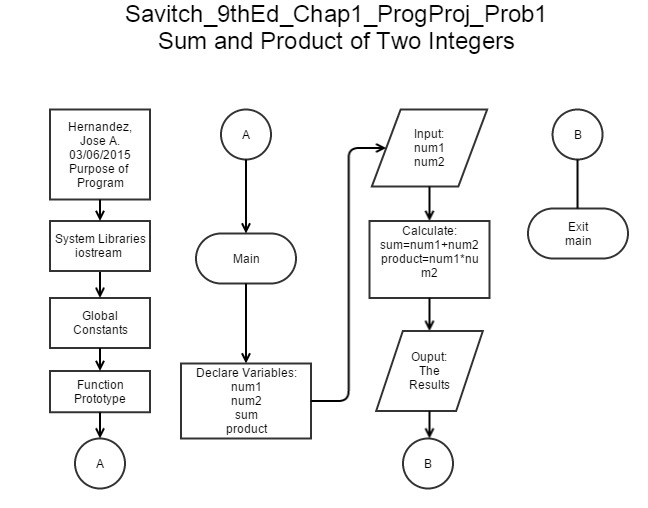 Savitch_9thEd_Chap1_ProgProj_Prob1
Sum and Product of Two Integers
Hernandez,
Jose A.
03/06/2015
Purpose of
Program
System Libraries
iostream
Global
Constants
Function
Prototype
A
A
Main
Declare Variables:
num1
num2
sum
product
Input:
num1
num2
Calculate:
sum=num1+num2
product=num1*nu
m2
Ouput:
The
Results
B
B
Exit
main